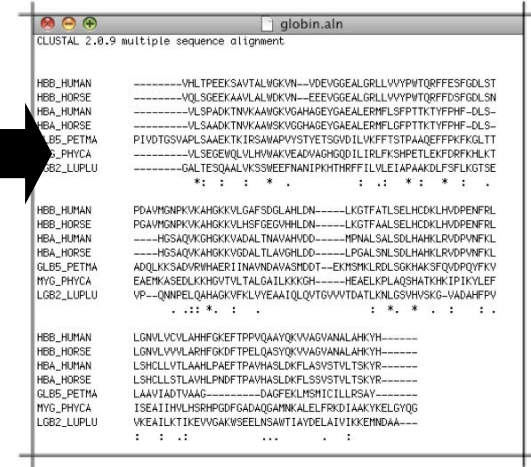 globin.aln
CLUSTAL 2.0.9 multiple sequence alignment
HBB_HUMAN --------VHLTPEEKSAVTALWGKVN--VDEVGGEALGRLLVVYPWTQRFFESFGDLST
HBB_HORSE --------VQLSGEEKAAVLALWDKVN--EEEVGGEALGRLLVVYPWTQRFFDSFGDLSN
HBA_HUMAN ---------VLSPADKTNVKAAWGKVGAHAGEYGAEALERMFLSFPTTKTYFPHF-DLS-
HBA_HORSE ---------VLSAADKTNVKAAWSKVGGHAGEYGAEALERMFLGFPTTKTYFPHF-DLS-
GLB5_PETMA PIVDTGSVAPLSAAEKTKIRSAWAPVYSTYETSGVDILVKFFTSTPAAQEFFPKFKGLTT
_PHYCA ---------VLSEGEWQLVLHVWAKVEADVAGHGQDILIRLFKSHPETLEKFDRFKHLKT
LGB2_LUPLU --------GALTESQAALVKSSWEEFNANIPKHTHRFFILVLEIAPAAKDLFSFLKGTSE
*: : : * . : .: * : * : .
HBB_HUMAN PDAVMGNPKVKAHGKKVLGAFSDGLAHLDN-----LKGTFATLSELHCDKLHVDPENFRL
HBB_HORSE PGAVMGNPKVKAHGKKVLHSFGEGVHHLDN-----LKGTFAALSELHCDKLHVDPENFRL
HBA_HUMAN ----HGSAQVKGHGKKVADALTNAVAHVDD-----MPNALSALSDLHAHKLRVDPVNFKL
HBA_HORSE ----HGSAQVKAHGKKVGDALTLAVGHLDD-----LPGALSNLSDLHAHKLRVDPVNFKL
GLB5_PETMA ADQLKKSADVRWHAERIINAVNDAVASMDDT--EKMSMKLRDLSGKHAKSFQVDPQYFKV
MYG_PHYCA EAEMKASEDLKKHGVTVLTALGAILKKKGH-----HEAELKPLAQSHATKHKIPIKYLEF
LGB2_LUPLU VP--QNNPELQAHAGKVFKLVYEAAIQLQVTGVVVTDATLKNLGSVHVSKG-VADAHFPV
. .:: *. : . : *. * . : .
HBB_HUMAN LGNVLVCVLAHHFGKEFTPPVQAAYQKVVAGVANALAHKYH------
HBB_HORSE LGNVLVVVLARHFGKDFTPELQASYQKVVAGVANALAHKYH------
HBA_HUMAN LSHCLLVTLAAHLPAEFTPAVHASLDKFLASVSTVLTSKYR------
HBA_HORSE LSHCLLSTLAVHLPNDFTPAVHASLDKFLSSVSTVLTSKYR------
GLB5_PETMA LAAVIADTVAAG---------DAGFEKLMSMICILLRSAY-------
MYG_PHYCA ISEAIIHVLHSRHPGDFGADAQGAMNKALELFRKDIAAKYKELGYQG
LGB2_LUPLU VKEAILKTIKEVVGAKWSEELNSAWTIAYDELAIVIKKEMNDAA---
: : .: ... . :